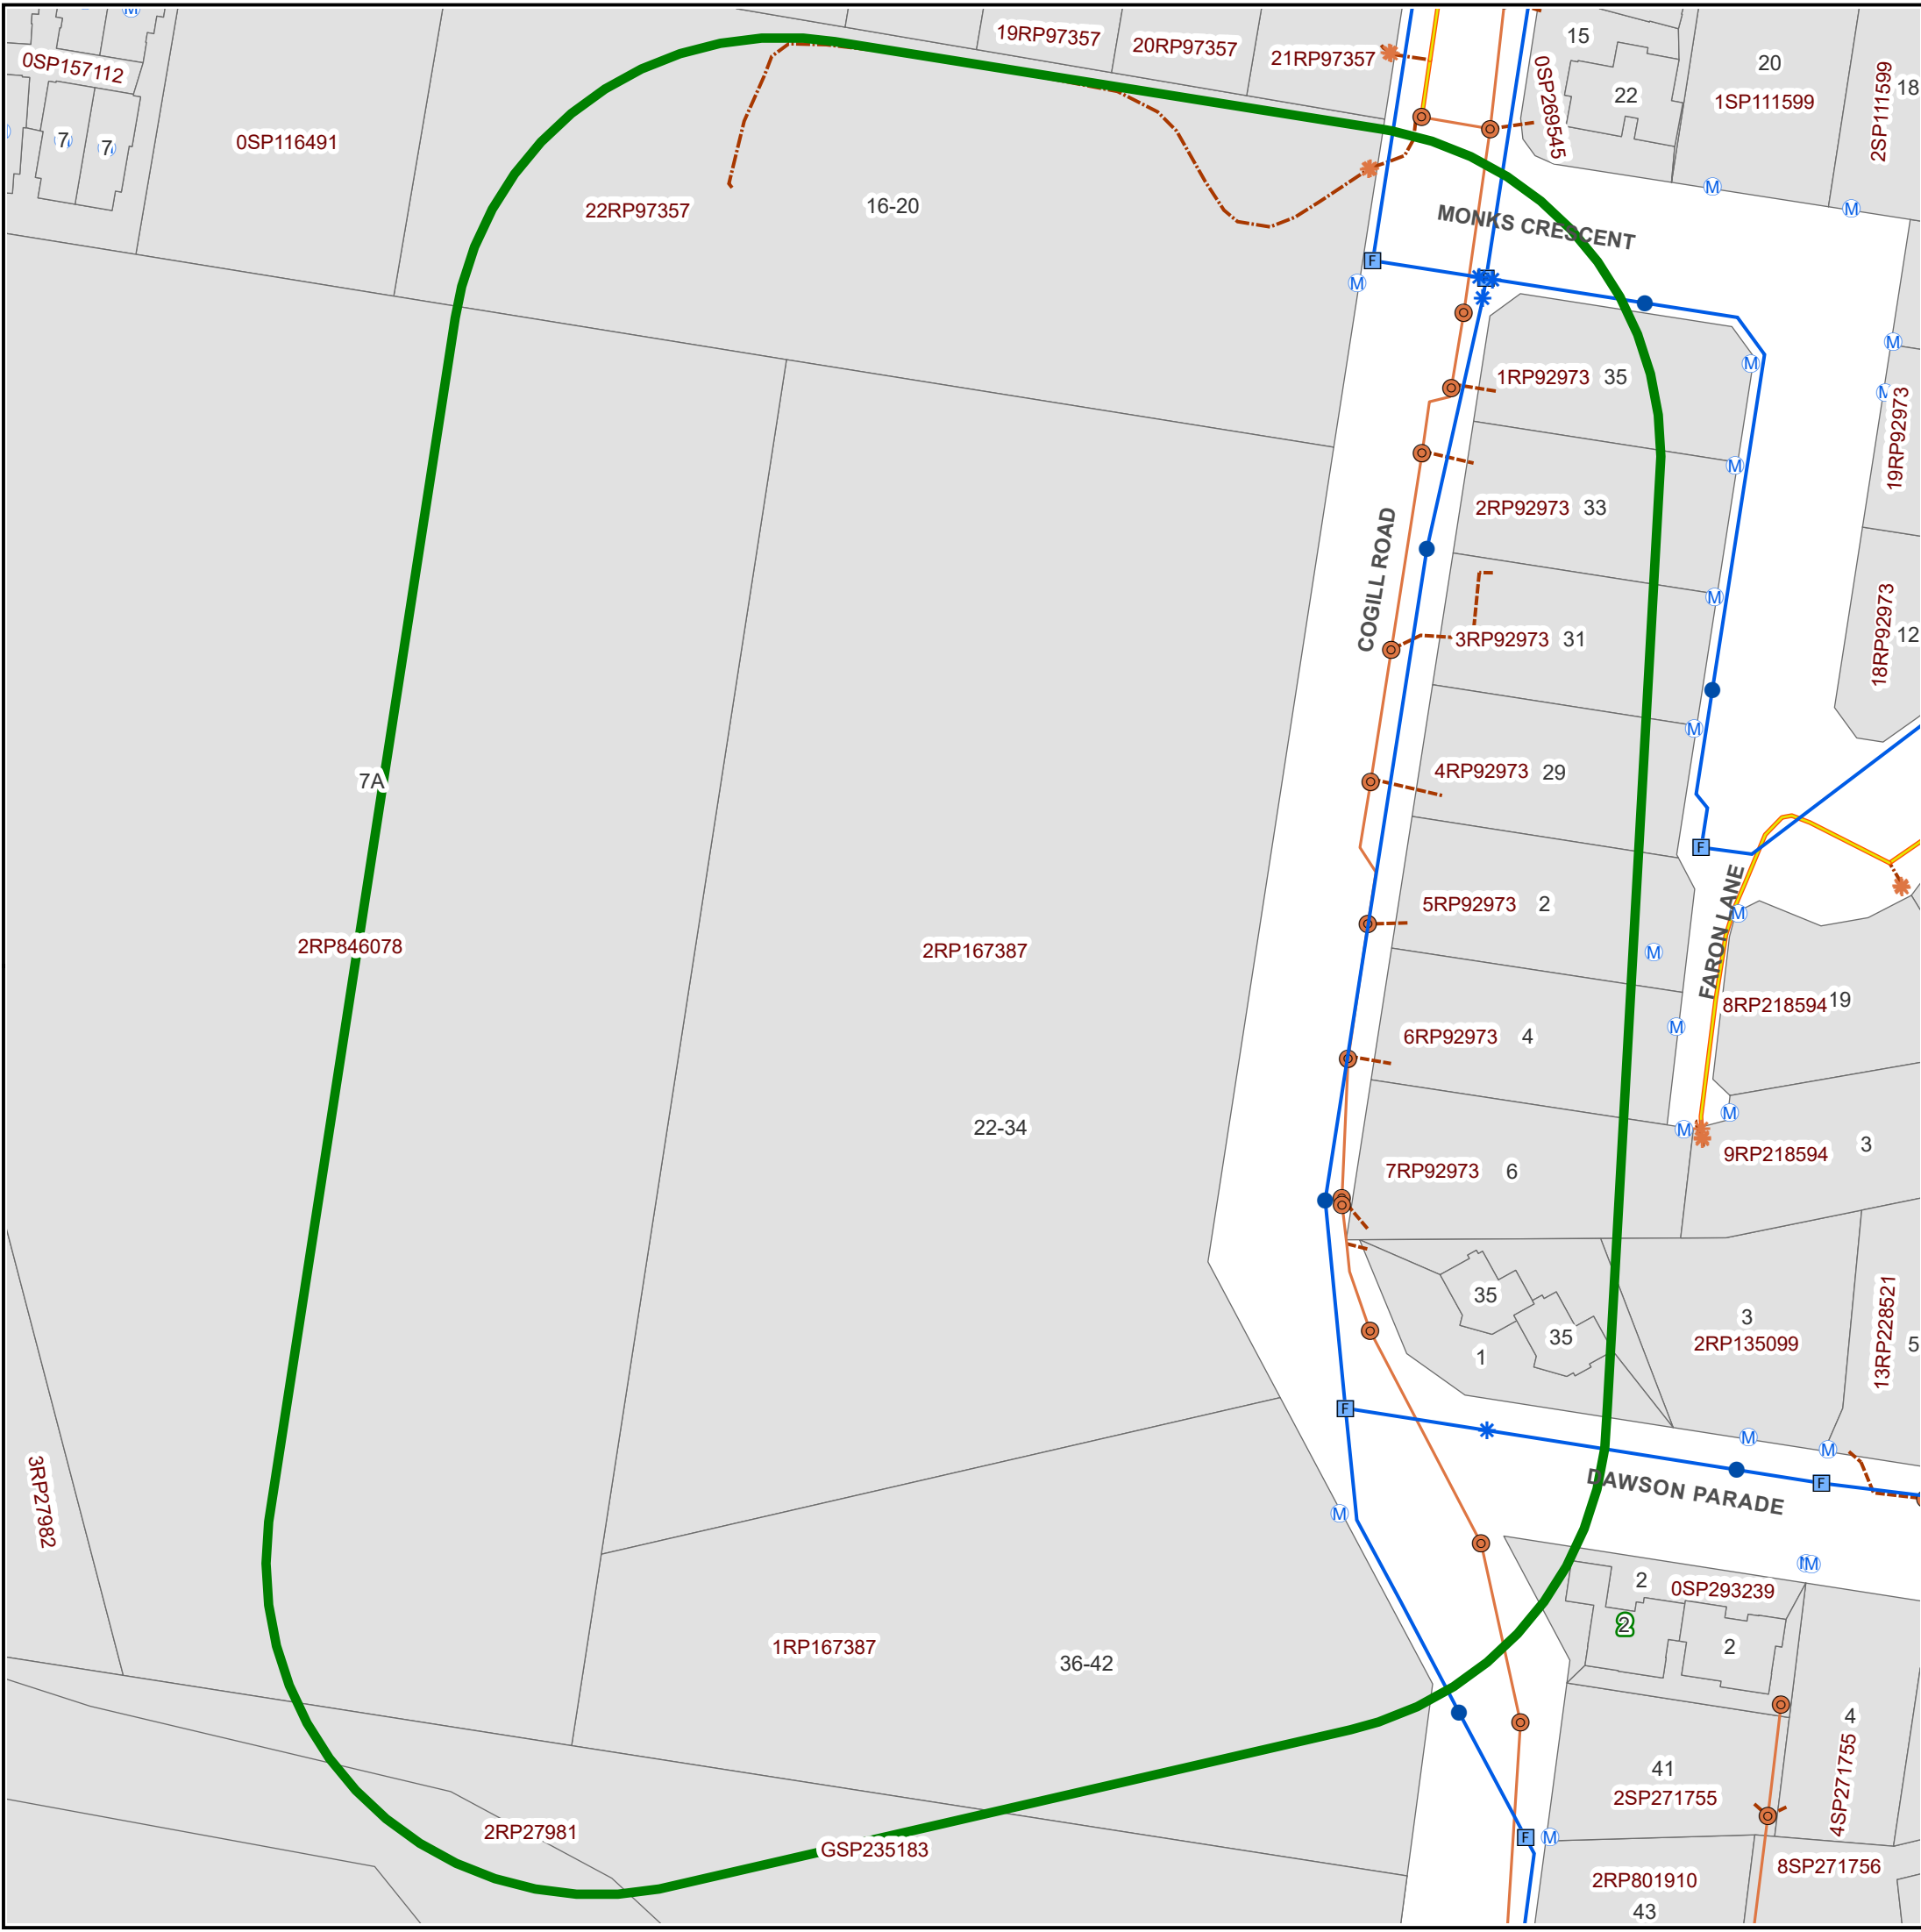 M
0SP157112
7
7
0SP116491
22RP97357
16-20
19RP97357
20RP97357
21RP97357
0SP269545
15
22
20
1SP111599
2SP111599
18
M
M
MONKS CRESCENT
F
M
M
M
M
1RP92973 35
19RP92973
2RP92973 33
M
COGILL ROAD
3RP92973 31
M
18RP92973
12
4RP92973 29
M
7A
F
FARON LANE
M
5RP92973 2
2RP846078
2RP167387
M
8RP218594 19
6RP92973 4
M
22-34
M
M
9RP218594 3
7RP92973 6
35
35
1
3
2RP135099
13RP228521
5
F
M
M
DAWSON PARADE
F
3RP27982
M
M
2
0SP293239
2
2
1RP167387
36-42
4
4SP271755
41
2SP271755
2RP27981
GSP235183
F
M
8SP271756
2RP801910
43